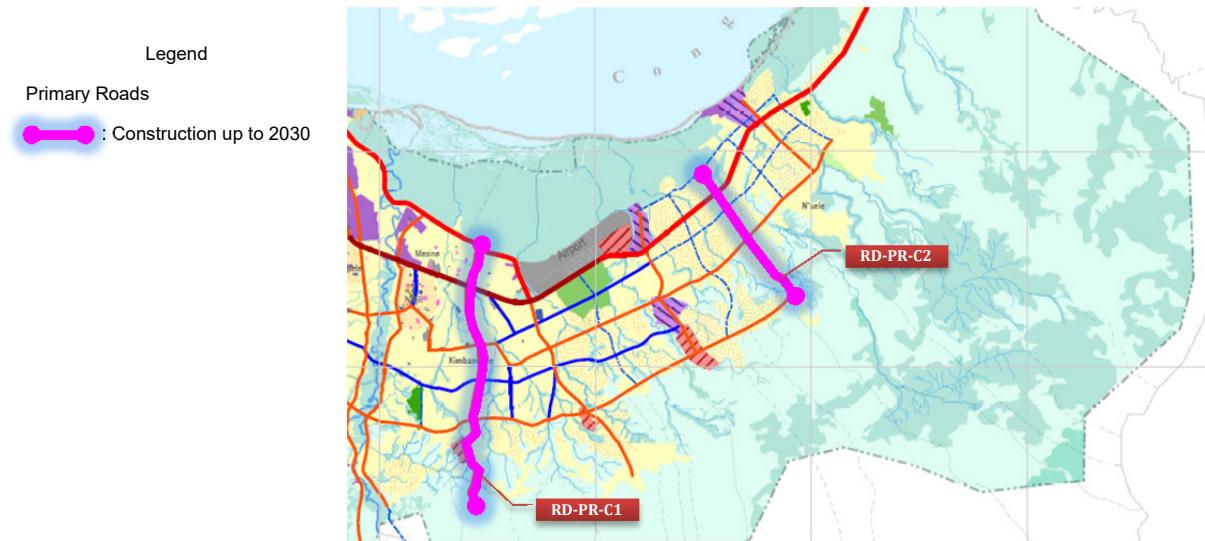 Legend
Primary Roads
: Construction up to 2030
Cong
Airport
Masina
N'sele
Kimbanseke
RD-PR-C2
RD-PR-C1